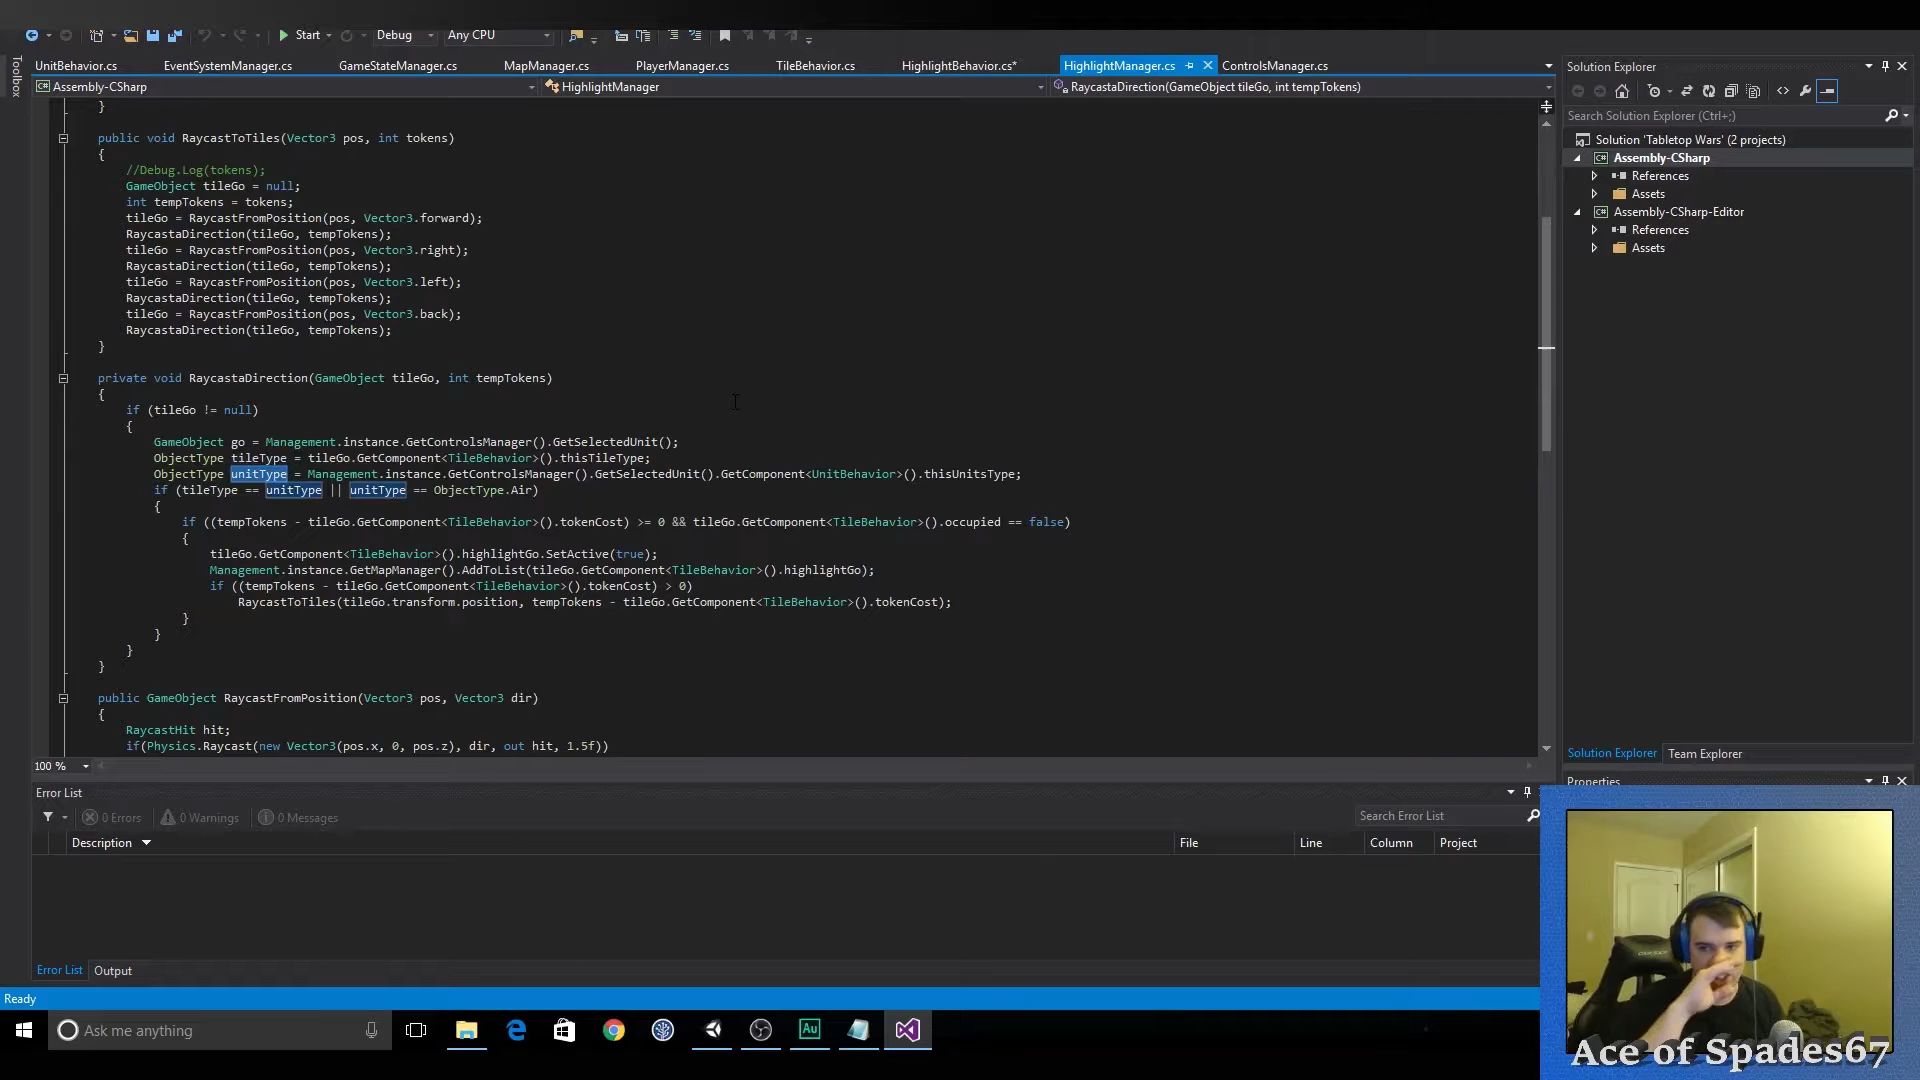 Start
Debug
Any CPU
UnitBehavior.cs
EventSystemManager.cs
GameStateManager.cs
MapManager.cs
PlayerManager.cs
TileBehavior.cs
HighlightBehavior.cs*
HighlightManager.cs
ControlsManager.cs
Toolbox
Assembly-CSharp
HighlightManager
RaycastaDirection(GameObject tileGo, int tempTokens)
}
public void RaycastToTiles(Vector3 pos, int tokens)
{
//Debug.Log(tokens);
GameObject tileGo = null;
int tempTokens = tokens;
tileGo = RaycastFromPosition(pos, Vector3.forward);
RaycastaDirection(tileGo, tempTokens);
tileGo = RaycastFromPosition(pos, Vector3.right);
RaycastaDirection(tileGo, tempTokens);
tileGo = RaycastFromPosition(pos, Vector3.left);
RaycastaDirection(tileGo, tempTokens);
tileGo = RaycastFromPosition(pos, Vector3.back);
RaycastaDirection(tileGo, tempTokens);
}
private void RaycastaDirection(GameObject tileGo, int tempTokens)
{
if (tileGo != null)
{
GameObject go = Management.instance.GetControlsManager().GetSelectedUnit();
ObjectType tileType = tileGo.GetComponent<TileBehavior>().thisTileType;
ObjectType unitType = Management.instance.GetControlsManager().GetSelectedUnit().GetComponent<UnitBehavior>().thisUnitsType;
if (tileType == unitType || unitType == ObjectType.Air)
{
if ((tempTokens - tileGo.GetComponent<TileBehavior>().tokenCost) >= 0 && tileGo.GetComponent<TileBehavior>().occupied == false)
{
tileGo.GetComponent<TileBehavior>().highlightGo.SetActive(true);
Management.instance.GetMapManager().AddToList(tileGo.GetComponent<TileBehavior>().highlightGo);
if ((tempTokens - tileGo.GetComponent<TileBehavior>().tokenCost) > 0)
RaycastToTiles(tileGo.transform.position, tempTokens - tileGo.GetComponent<TileBehavior>().tokenCost);
}
}
}
}
public GameObject RaycastFromPosition(Vector3 pos, Vector3 dir)
{
RaycastHit hit;
if(Physics.Raycast(new Vector3(pos.x, 0, pos.z), dir, out hit, 1.5f))
100 %
Solution Explorer
Search Solution Explorer (Ctrl+;)
Solution 'Tabletop Wars' (2 projects)
Assembly-CSharp
References
Assets
Assembly-CSharp-Editor
References
Assets
Solution Explorer
Team Explorer
Properties
Error List
0 Errors
0 Warnings
0 Messages
Search Error List
Description
File
Line
Column
Project
Error List
Output
Ready
Ask me anything
Au
Ace of Spades67